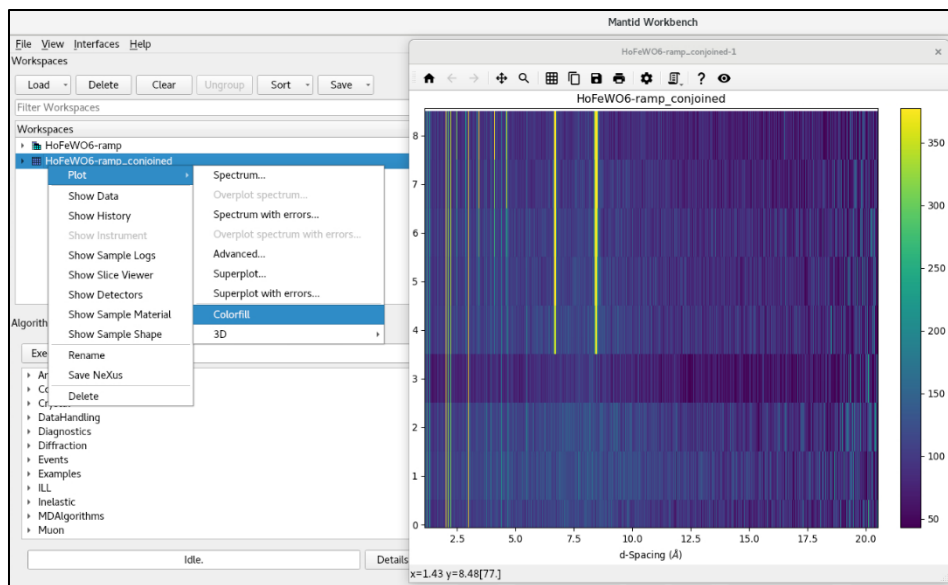 Mantid Workbench
File View Interfaces Help
Workspaces
Load Delete Clear Ungroup Sort Save
Filter Workspaces
Workspaces
HoFeWO6-ramp
HoFeWO6-ramp_conjoined
Plot
Show Data
Show History
Show Instrument
Show Sample Logs
Show Slice Viewer
Show Detectors
Show Sample Material
Show Sample Shape
Rename
Save NeXus
Delete
Spectrum...
Overplot spectrum...
Spectrum with errors...
Overplot spectrum with errors...
Advanced...
Superplot...
Superplot with errors...
Colorfill
3D
Algorith
Exe
Ar
Co
Cry
DataHandling
Diagnostics
Diffraction
Events
Examples
ILL
Inelastic
MDAlgorithms
Muon
Idle.
Details
HoFeWO6-ramp_conjoined-1
HoFeWO6-ramp_conjoined
8
7
6
5
4
3
2
1
0
2.5 5.0 7.5 10.0 12.5 15.0 17.5 20.0
d-Spacing (Å)
350
300
250
200
150
100
50
x=1.43 y=8.48[77.]